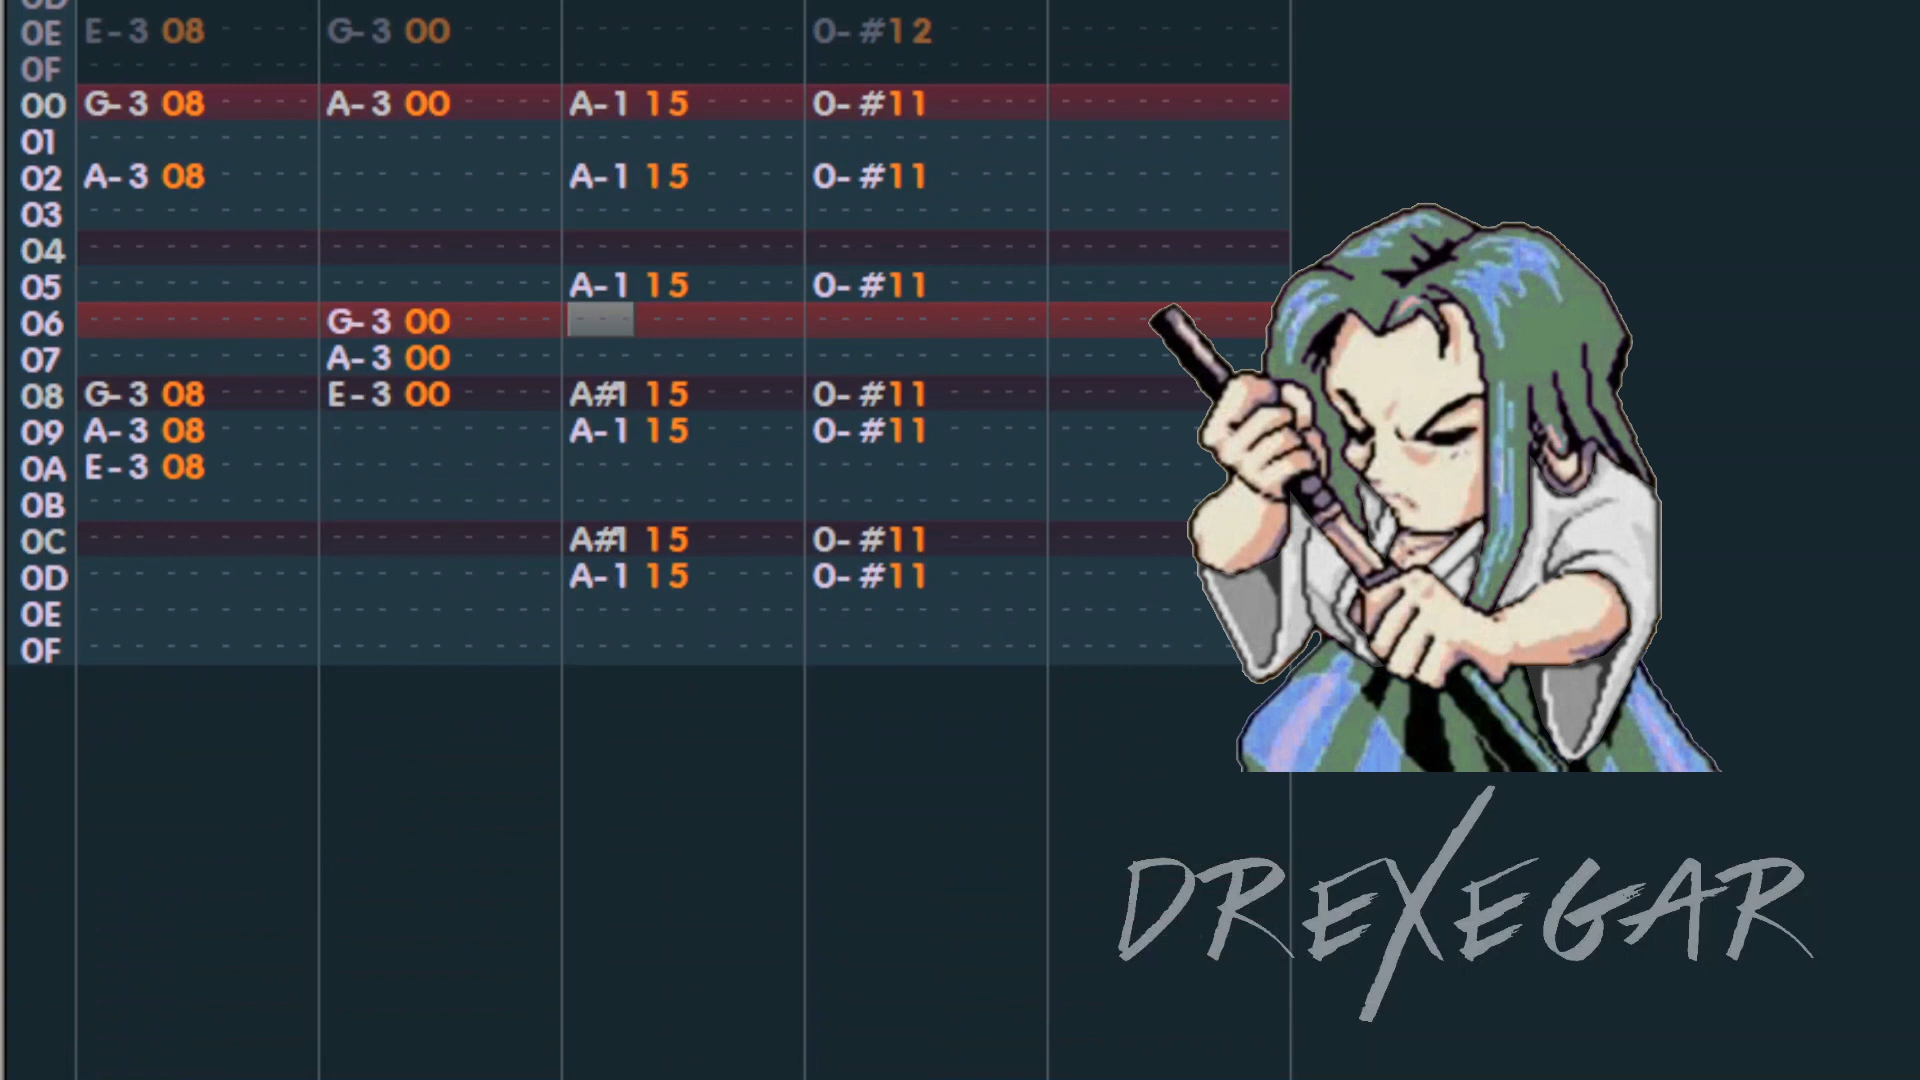 0E E-3 08 G-3 00 0-#12
0F
00 G-3 08 A-3 00 A-1 15 0-#11
01
02 A-3 08 A-1 15 0-#11
03
04
05 A-1 15 0-#11
06 G-3 00
07 A-3 00
08 G-3 08 E-3 00 A#1 15 0-#11
09 A-3 08 A-1 15 0-#11
0A E-3 08
0B
0C A#1 15 0-#11
0D A-1 15 0-#11
0E
0F
DREXEGAR